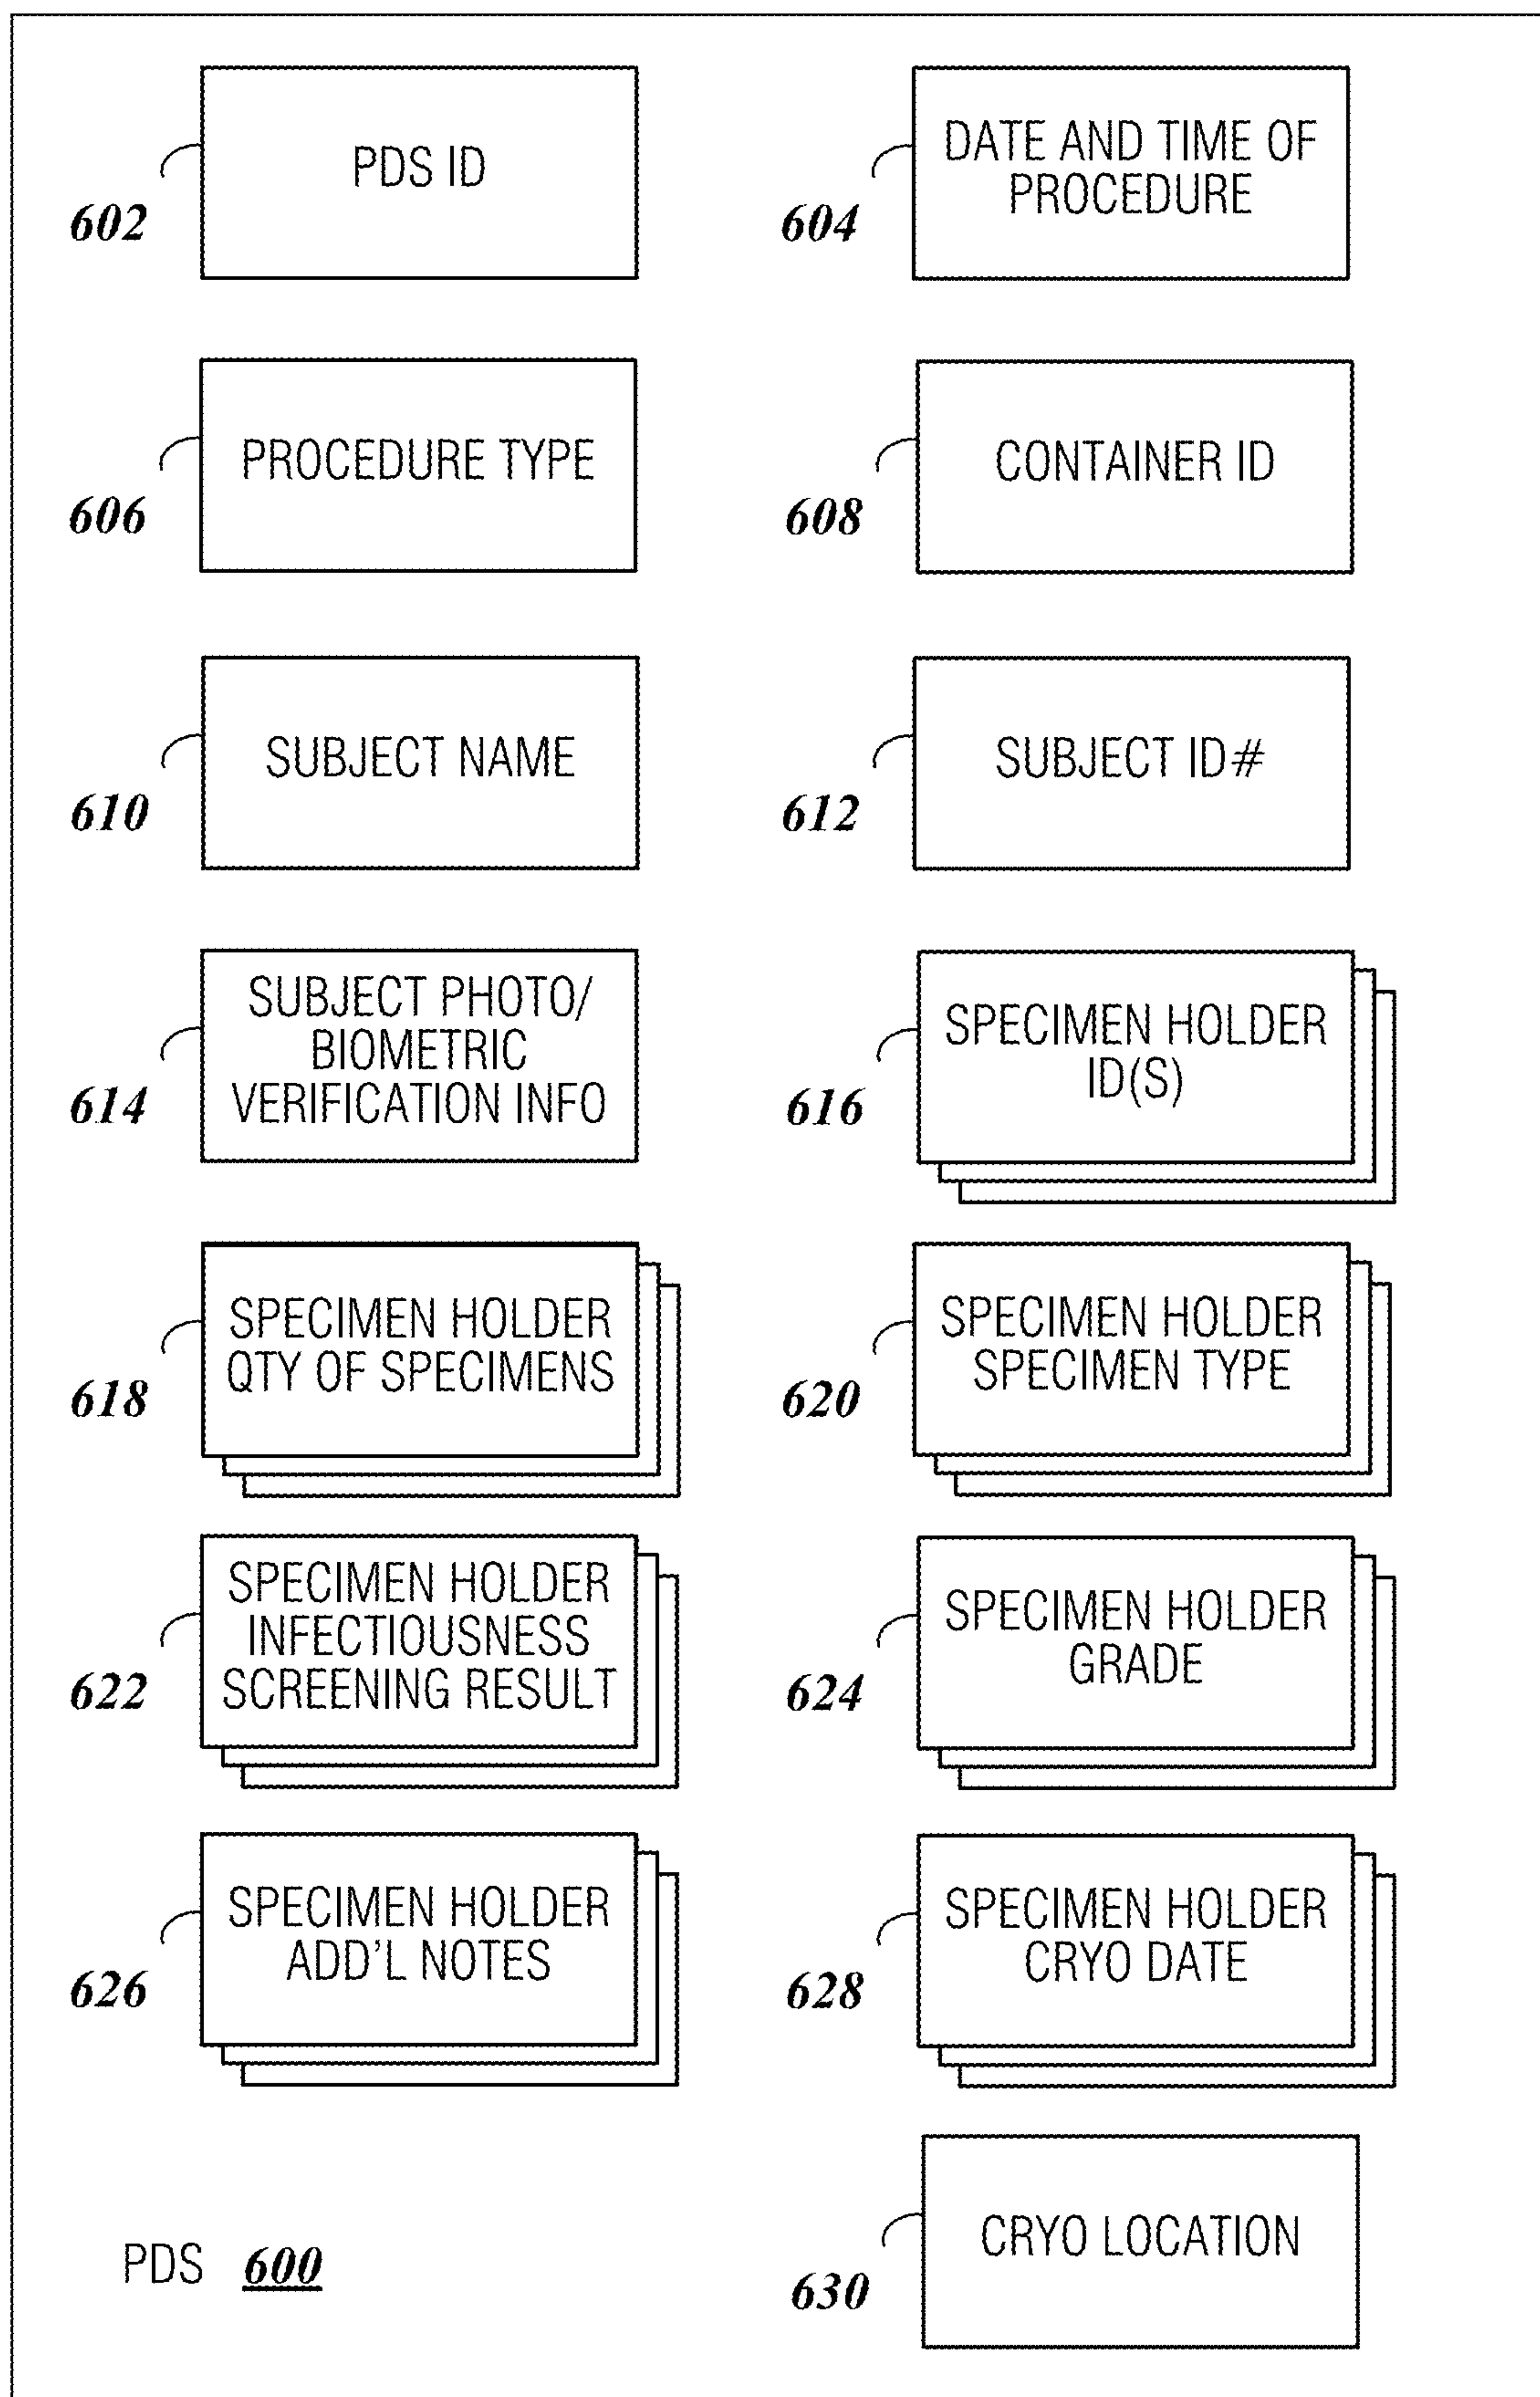 PDS ID
602
DATE AND TIME OF
PROCEDURE
604
PROCEDURE TYPE
606
CONTAINER ID
608
SUBJECT NAME
610
SUBJECT ID#
612
SUBJECT PHOTO/
BIOMETRIC
VERIFICATION INFO
614
SPECIMEN HOLDER
ID(S)
616
SPECIMEN HOLDER
QTY OF SPECIMENS
618
SPECIMEN HOLDER
SPECIMEN TYPE
620
SPECIMEN HOLDER
INFECTIOUSNESS
SCREENING RESULT
622
SPECIMEN HOLDER
GRADE
624
SPECIMEN HOLDER
ADD'L NOTES
626
SPECIMEN HOLDER
CRYO DATE
628
CRYO LOCATION
630
PDS 600